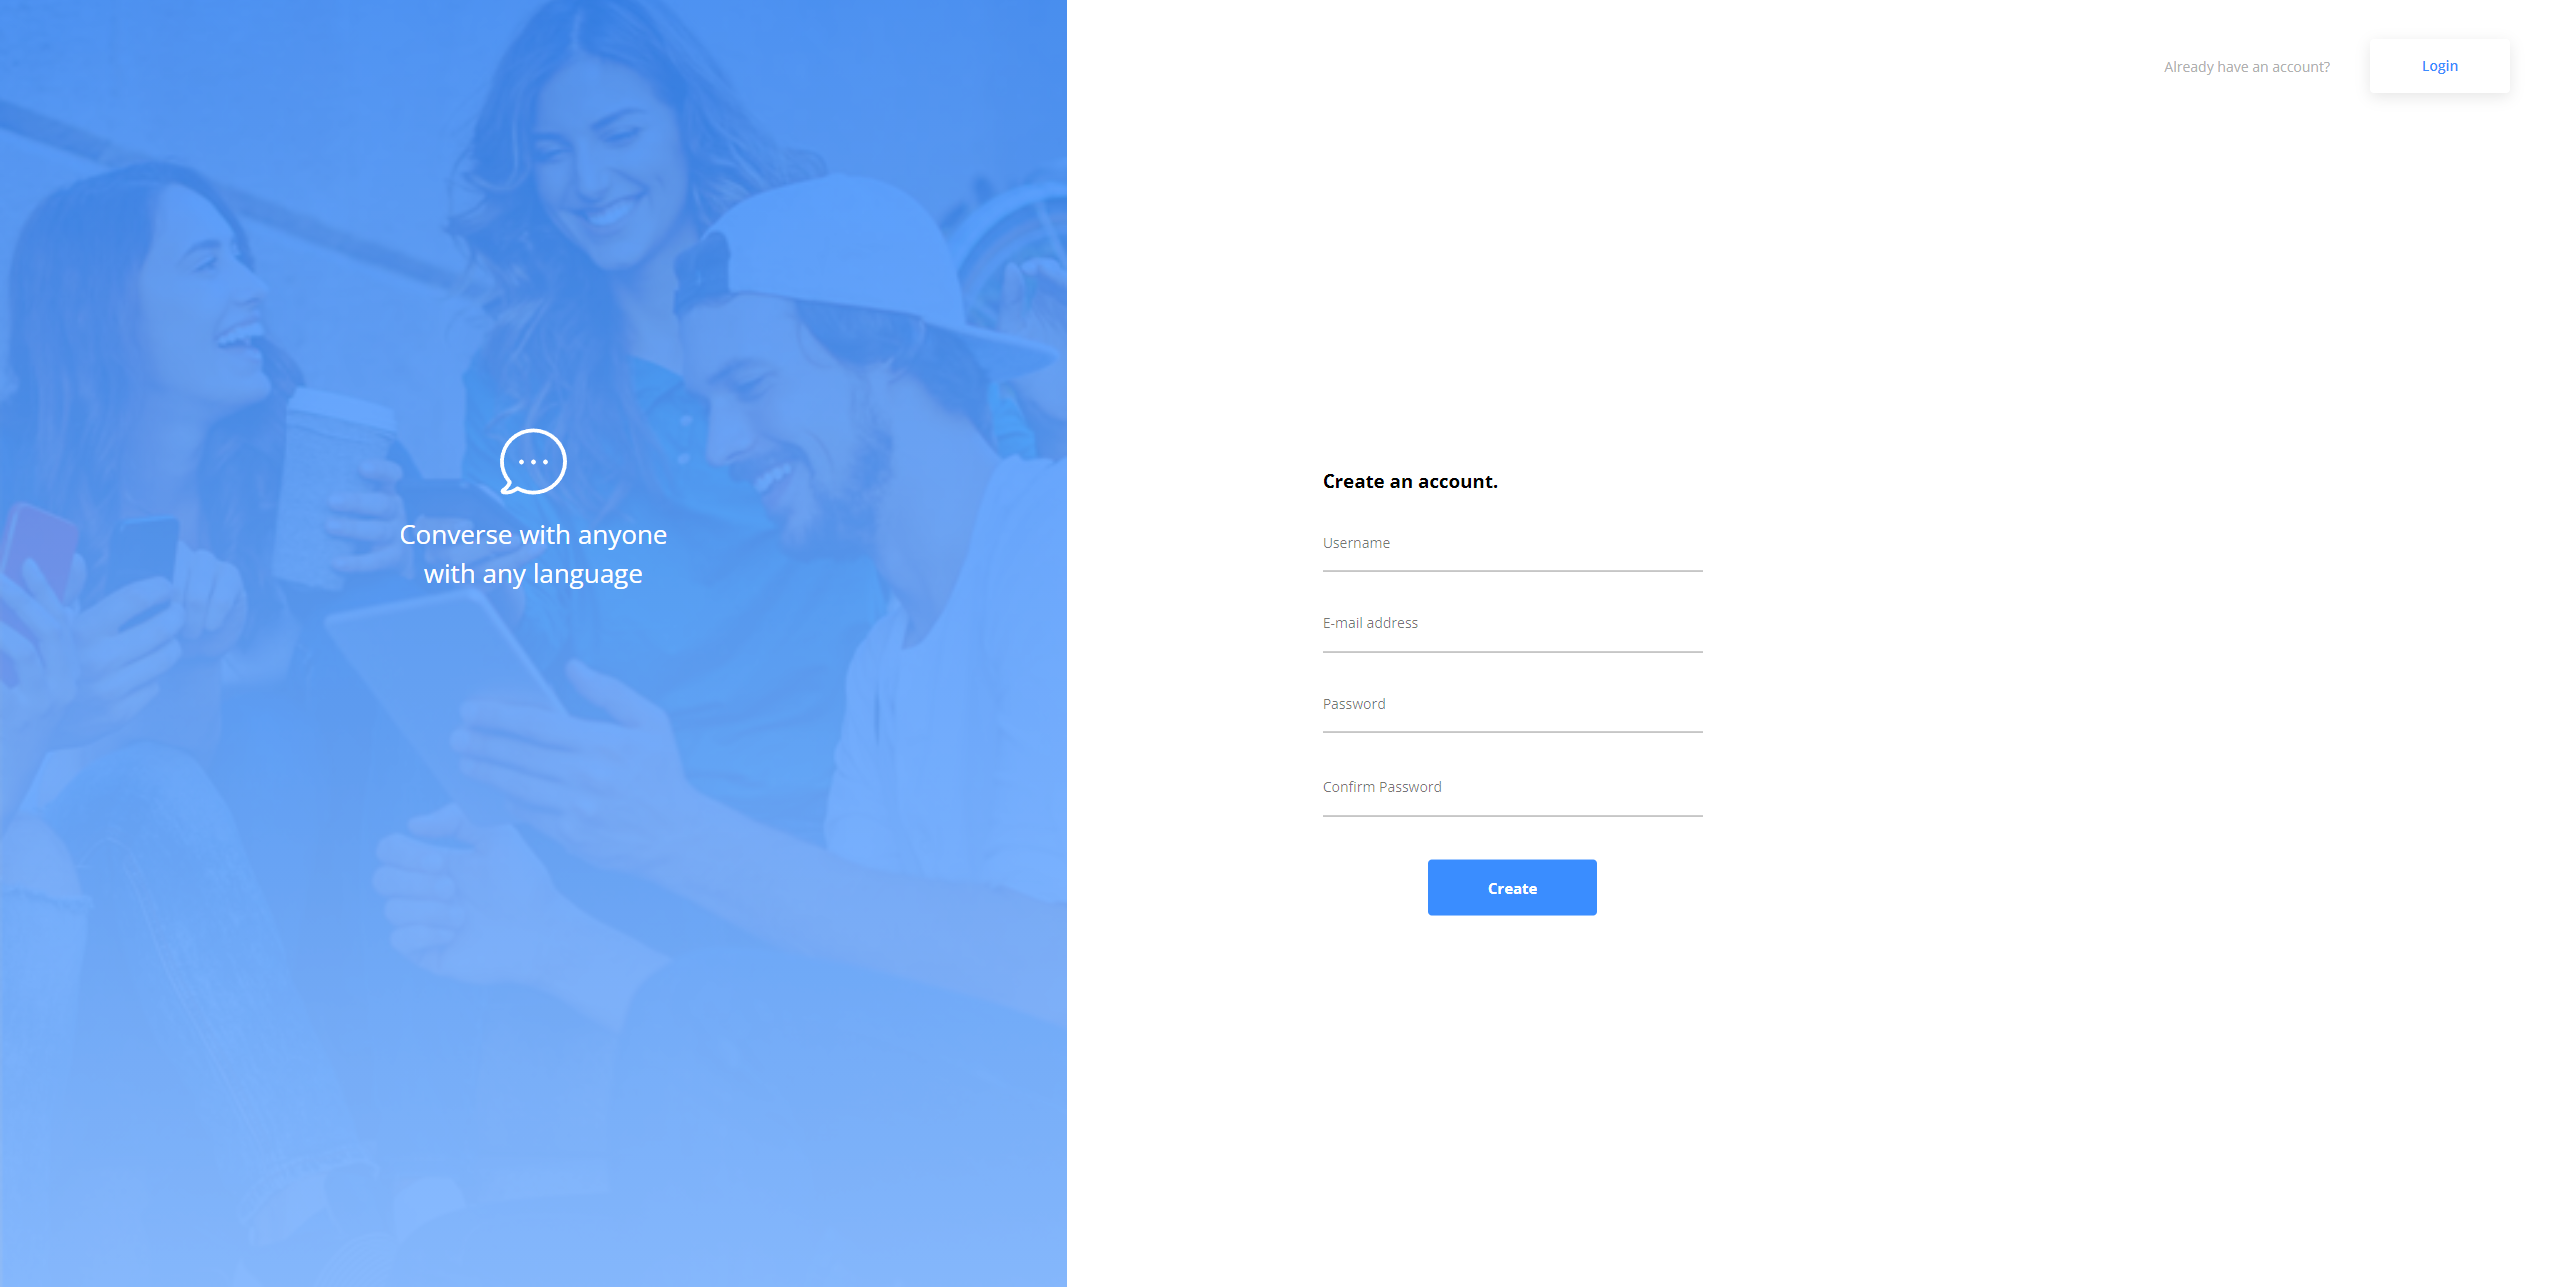 Already have an account?
Login
Converse with anyone
with any language
Create an account.
Username
E-mail address
Password
Confirm Password
Create